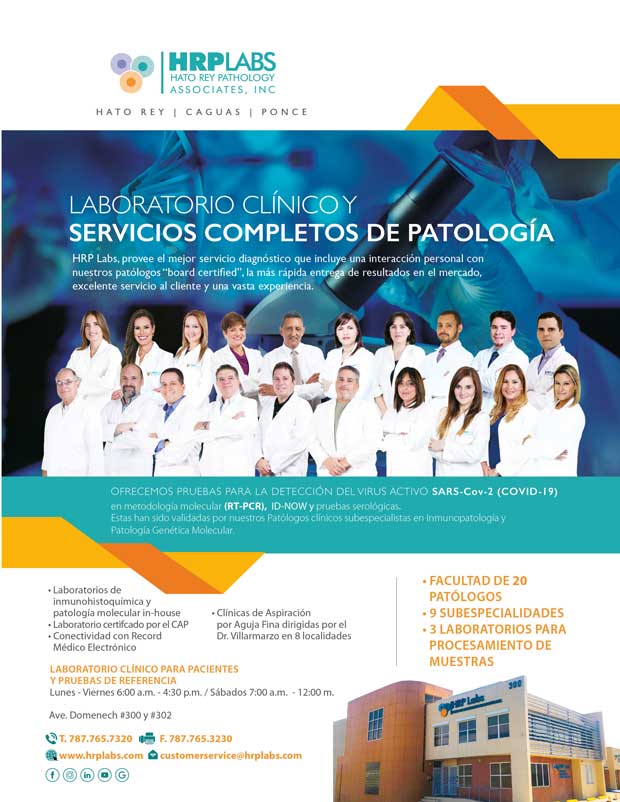 HRPLABS
HATO REY PATHOLOGY
ASSOCIATES, INC
HATO REY | CAGUAS | PONCE
LABORATORIO CLÍNICO Y
SERVICIOS COMPLETOS DE PATOLOGÍA
HRP Labs, provee el mejor servicio diagnóstico que incluye una interacción personal con
nuestros patólogos “board certified”, la más rápida entrega de resultados en el mercado,
excelente servicio al cliente y una vasta experiencia.
OFRECEMOS PRUEBAS PARA LA DETECCIÓN DEL VIRUS ACTIVO SARS-Cov-2 (COVID-19)
en metodología molecular (RT-PCR), ID-NOW y pruebas serológicas.
Estas han sido validadas por nuestros Patólogos clínicos subespecialistas en Inmunopatología y
Patología Genética Molecular.
• Laboratorios de
inmunohistoquímica y
patología molecular in-house
• Laboratorio certifcado por el CAP
• Conectividad con Record
Médico Electrónico
• Clínicas de Aspiración
por Aguja Fina dirigidas por el
Dr. Villarmarzo en 8 localidades
• FACULTAD DE 20
PATÓLOGOS
• 9 SUBESPECIALIDADES
• 3 LABORATORIOS PARA
PROCESAMIENTO DE
MUESTRAS
LABORATORIO CLÍNICO PARA PACIENTES
Y PRUEBAS DE REFERENCIA
Lunes - Viernes 6:00 a.m. - 4:30 p.m. / Sábados 7:00 a.m. - 12:00 m.
Ave. Domenech #300 y #302
T. 787.765.7320 F. 787.765.3230
www.hrplabs.com customerservice@hrplabs.com
HRP Labs
300